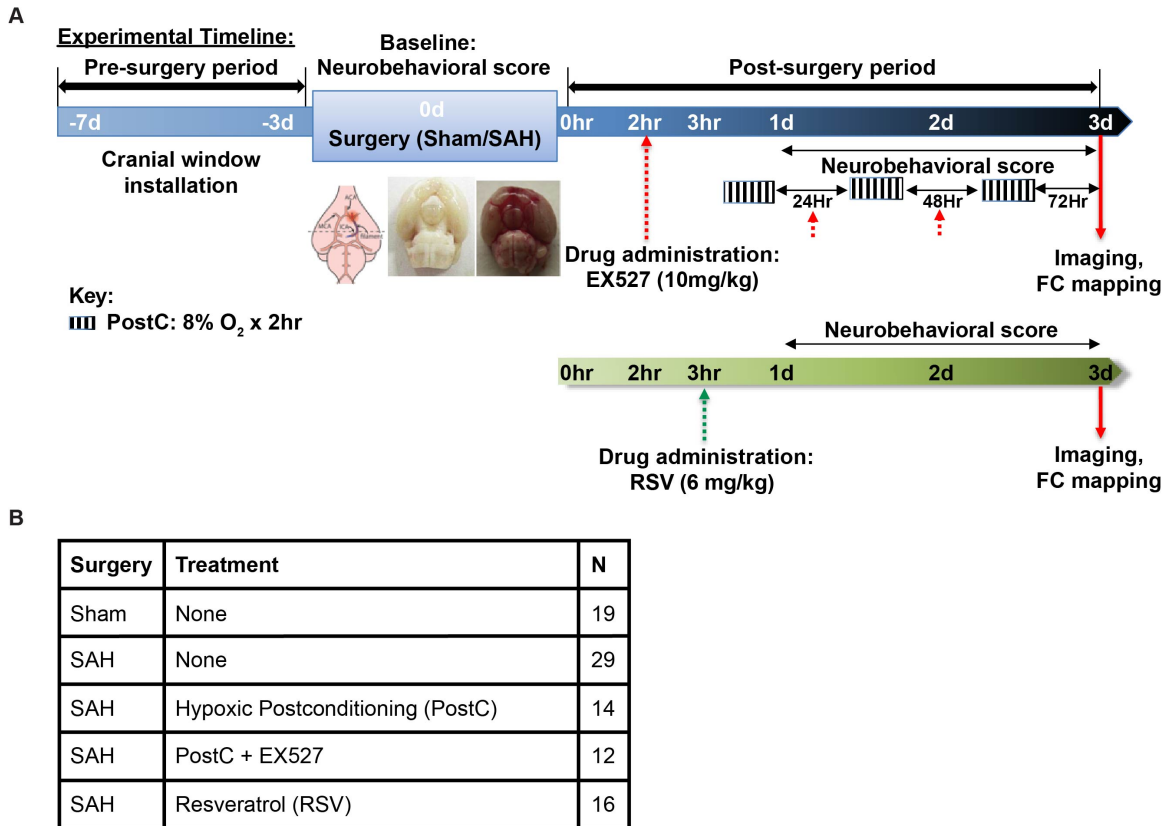 A
Experimental Timeline:
Pre-surgery period
Baseline:
Neurobehavioral score
Post-surgery period
-7d
-3d
0d
Surgery (Sham/SAH)
0hr
2hr
3hr
1d
2d
3d
Cranial window
installation
Neurobehavioral score
24Hr
48Hr
72Hr
ACA
MCA
ICA
filament
Drug administration:
EX527 (10mg/kg)
Imaging,
FC mapping
Key:
PostC: 8% O2 x 2hr
Neurobehavioral score
0hr
2hr
3hr
1d
2d
3d
Drug administration:
RSV (6 mg/kg)
Imaging,
FC mapping
B
Surgery Treatment N
Sham None 19
SAH None 29
SAH Hypoxic Postconditioning (PostC) 14
SAH PostC + EX527 12
SAH Resveratrol (RSV) 16